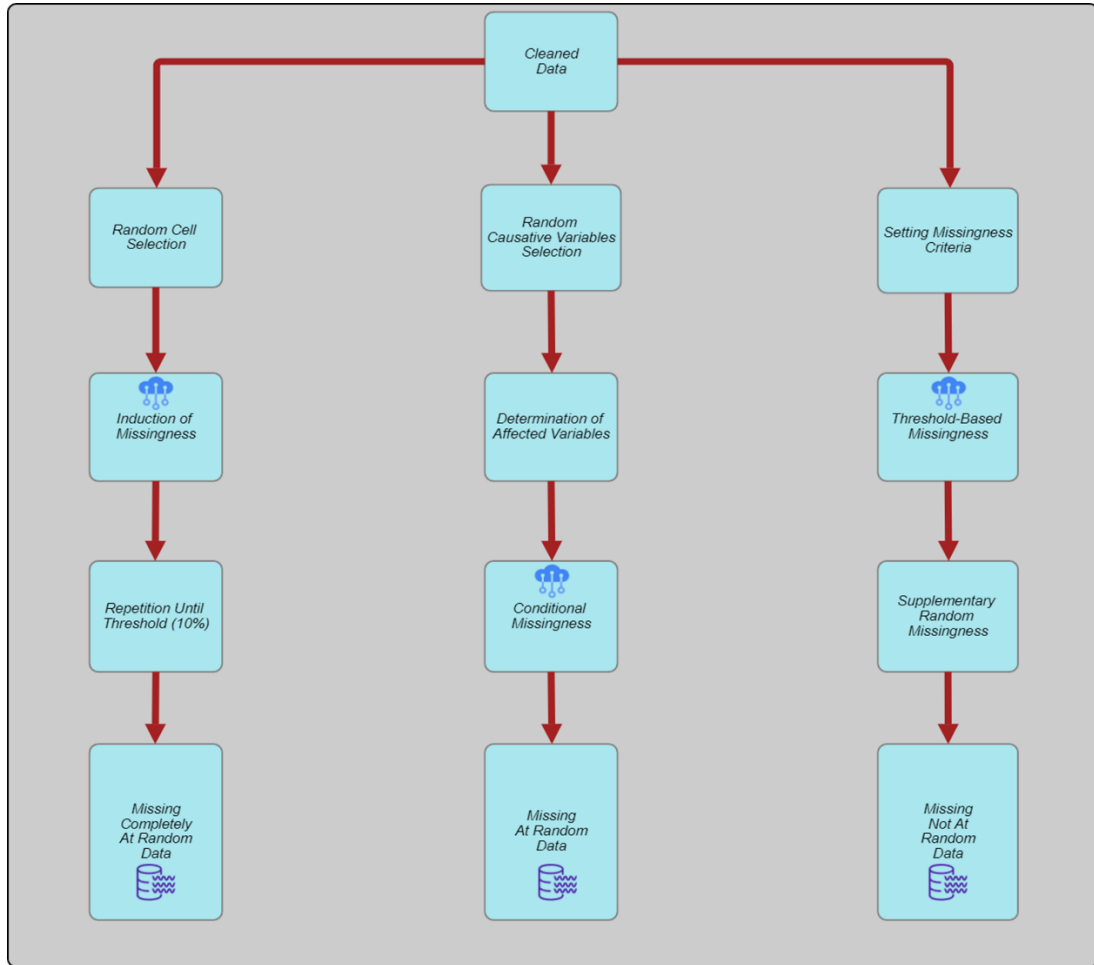 Cleaned
Data
Random Cell
Selection
Random
Causative Variables
Selection
Setting Missingness
Criteria
Induction of
Missingness
Determination of
Affected Variables
Threshold-Based
Missingness
Repetition Until
Threshold (10%)
Conditional
Missingness
Supplementary
Random
Missingness
Missing
Completely
At Random
Data
Missing
At Random
Data
Missing
Not At
Random
Data